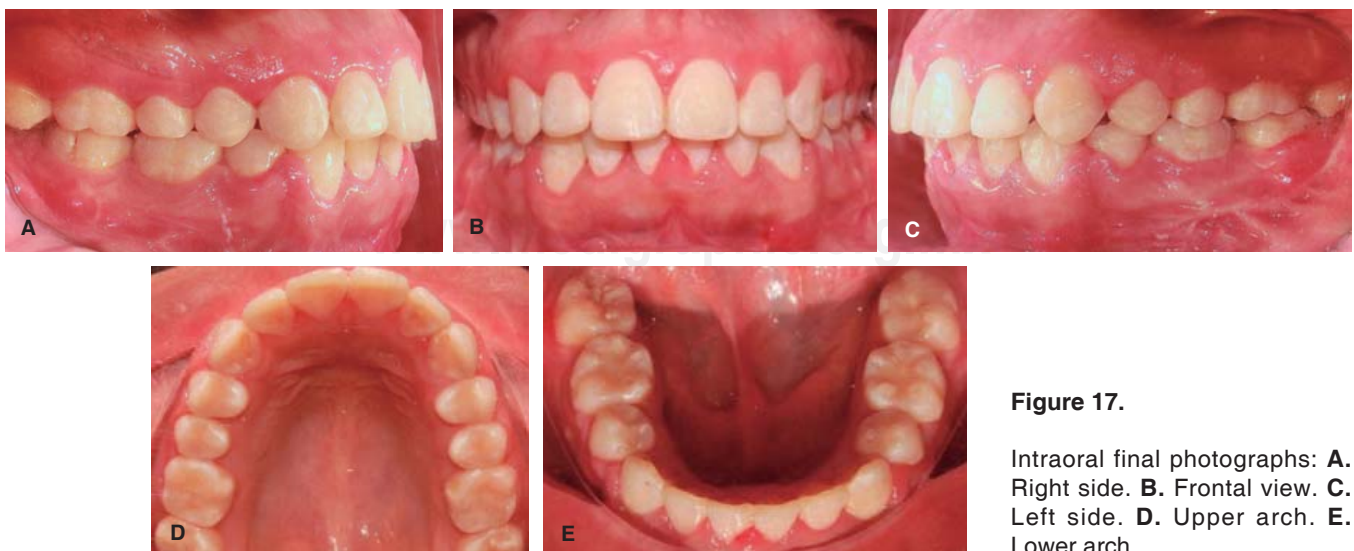 A
B
C
D
E
Figure 17.
Intraoral final photographs: A.
Right side. B. Frontal view. C.
Left side. D. Upper arch. E.
Lower arch